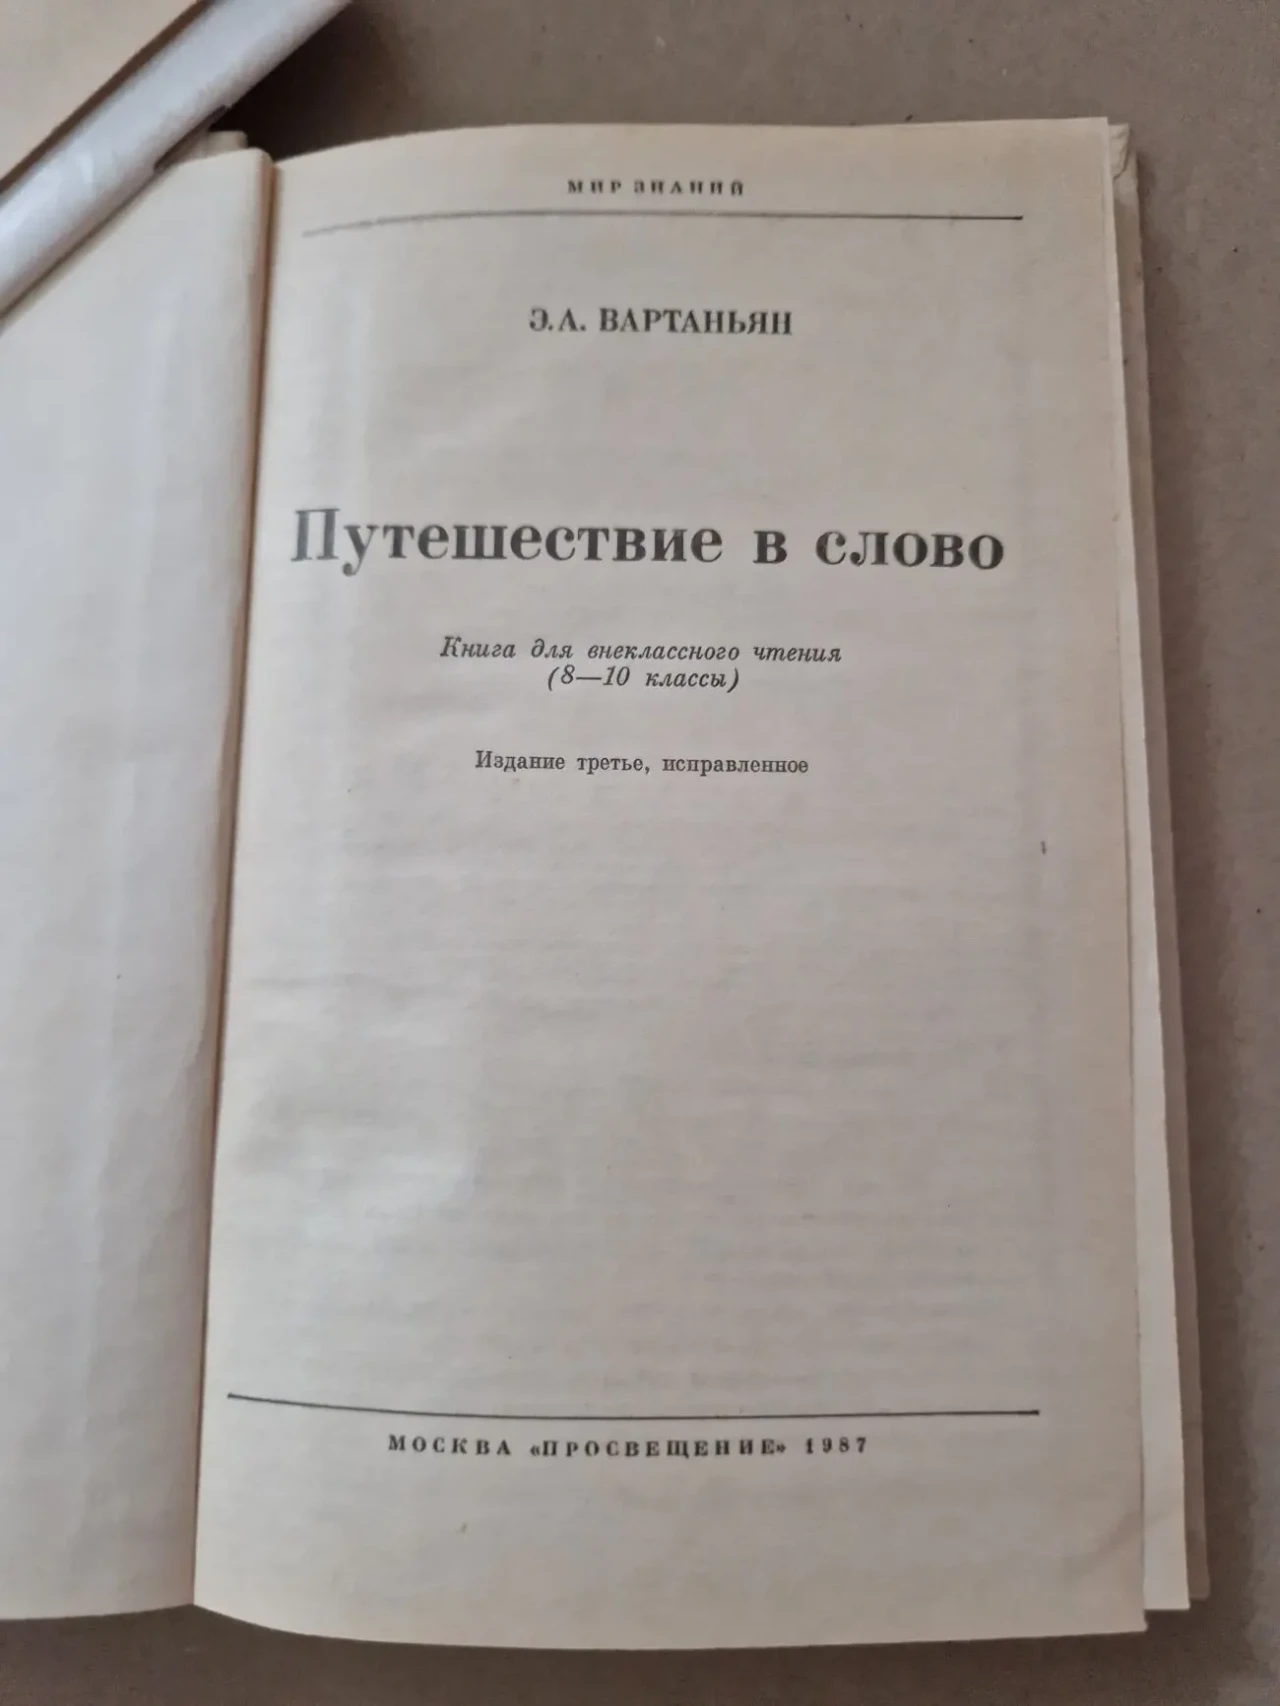 МИР ЗНАНИЙ
Э.А. ВАРТАНЬЯН
Путешествие в слово
Книга для внеклассного чтения
(8—10 классы)
Издание третье, исправленное
МОСКВА «ПРОСВЕЩЕНИЕ» 1987